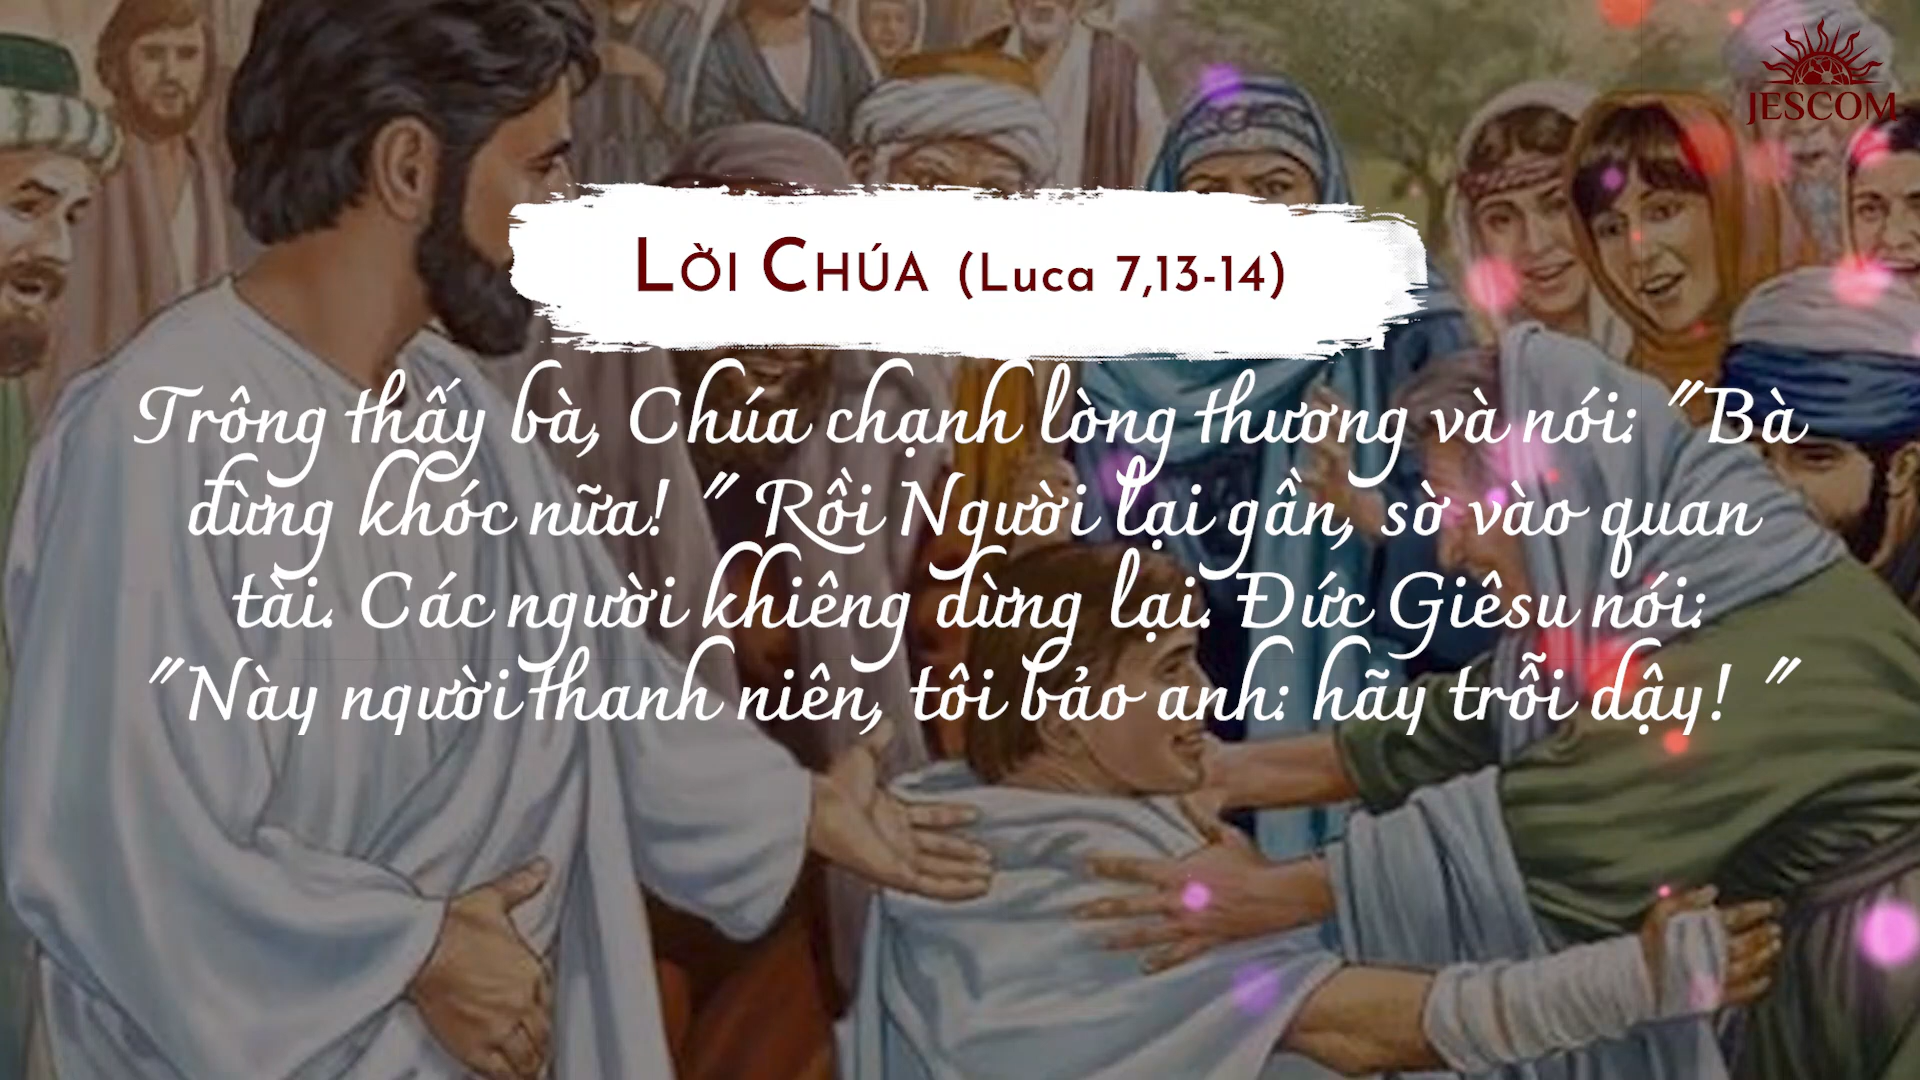 JESCOM
LỜI CHÚA (Luca 7,13-14)
Trông thấy bà, Chúa chạnh lòng thương và nói: "Bà
đừng khóc nữa! " Rồi Người lại gần, sờ vào quan
tài. Các người khiêng dừng lại. Đức Giêsu nói:
"Này người thanh niên, tôi bảo anh: hãy trỗi dậy! "